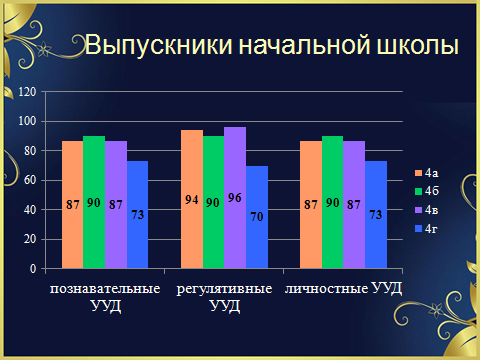 Выпускники начальной школы
120
100
80
60
40
20
0
87 90 87 73
94 90 96 70
87 90 87 73
познавательные
УУД
регулятивные
УУД
личностные УУД
4а
4б
4в
4г